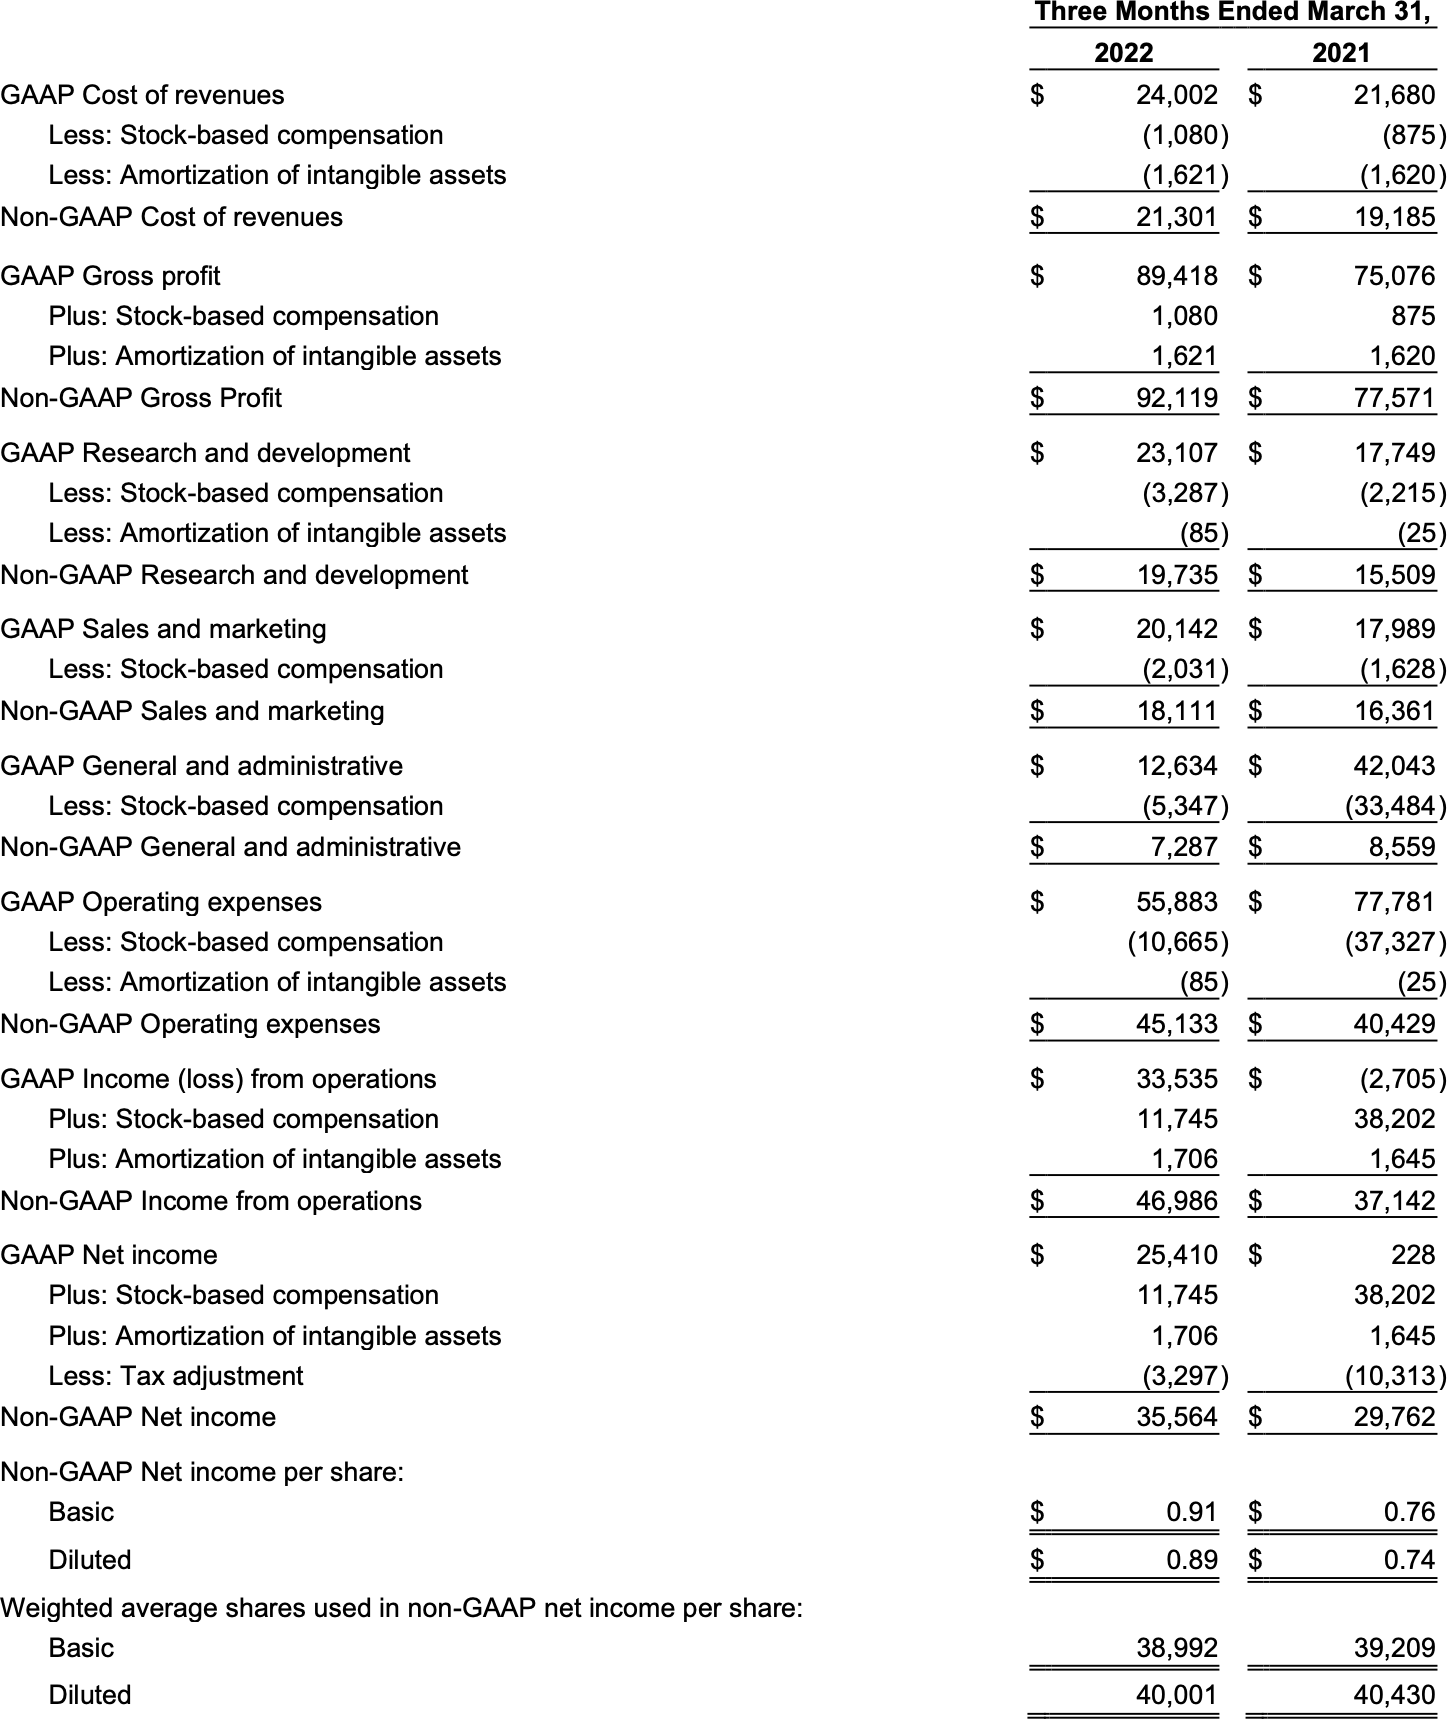 Three Months Ended March 31,
2022 2021
GAAP Cost of revenues $ 24,002 $ 21,680
Less: Stock-based compensation (1,080) (875)
Less: Amortization of intangible assets (1,621) (1,620)
Non-GAAP Cost of revenues $ 21,301 $ 19,185
GAAP Gross profit $ 89,418 $ 75,076
Plus: Stock-based compensation 1,080 875
Plus: Amortization of intangible assets 1,621 1,620
Non-GAAP Gross Profit $ 92,119 $ 77,571
GAAP Research and development $ 23,107 $ 17,749
Less: Stock-based compensation (3,287) (2,215)
Less: Amortization of intangible assets (85) (25)
Non-GAAP Research and development $ 19,735 $ 15,509
GAAP Sales and marketing $ 20,142 $ 17,989
Less: Stock-based compensation (2,031) (1,628)
Non-GAAP Sales and marketing $ 18,111 $ 16,361
GAAP General and administrative $ 12,634 $ 42,043
Less: Stock-based compensation (5,347) (33,484)
Non-GAAP General and administrative $ 7,287 $ 8,559
GAAP Operating expenses $ 55,883 $ 77,781
Less: Stock-based compensation (10,665) (37,327)
Less: Amortization of intangible assets (85) (25)
Non-GAAP Operating expenses $ 45,133 $ 40,429
GAAP Income (loss) from operations $ 33,535 $ (2,705)
Plus: Stock-based compensation 11,745 38,202
Plus: Amortization of intangible assets 1,706 1,645
Non-GAAP Income from operations $ 46,986 $ 37,142
GAAP Net income $ 25,410 $ 228
Plus: Stock-based compensation 11,745 38,202
Plus: Amortization of intangible assets 1,706 1,645
Less: Tax adjustment (3,297) (10,313)
Non-GAAP Net income $ 35,564 $ 29,762
Non-GAAP Net income per share:
Basic $ 0.91 $ 0.76
Diluted $ 0.89 $ 0.74
Weighted average shares used in non-GAAP net income per share:
Basic 38,992 39,209
Diluted 40,001 40,430